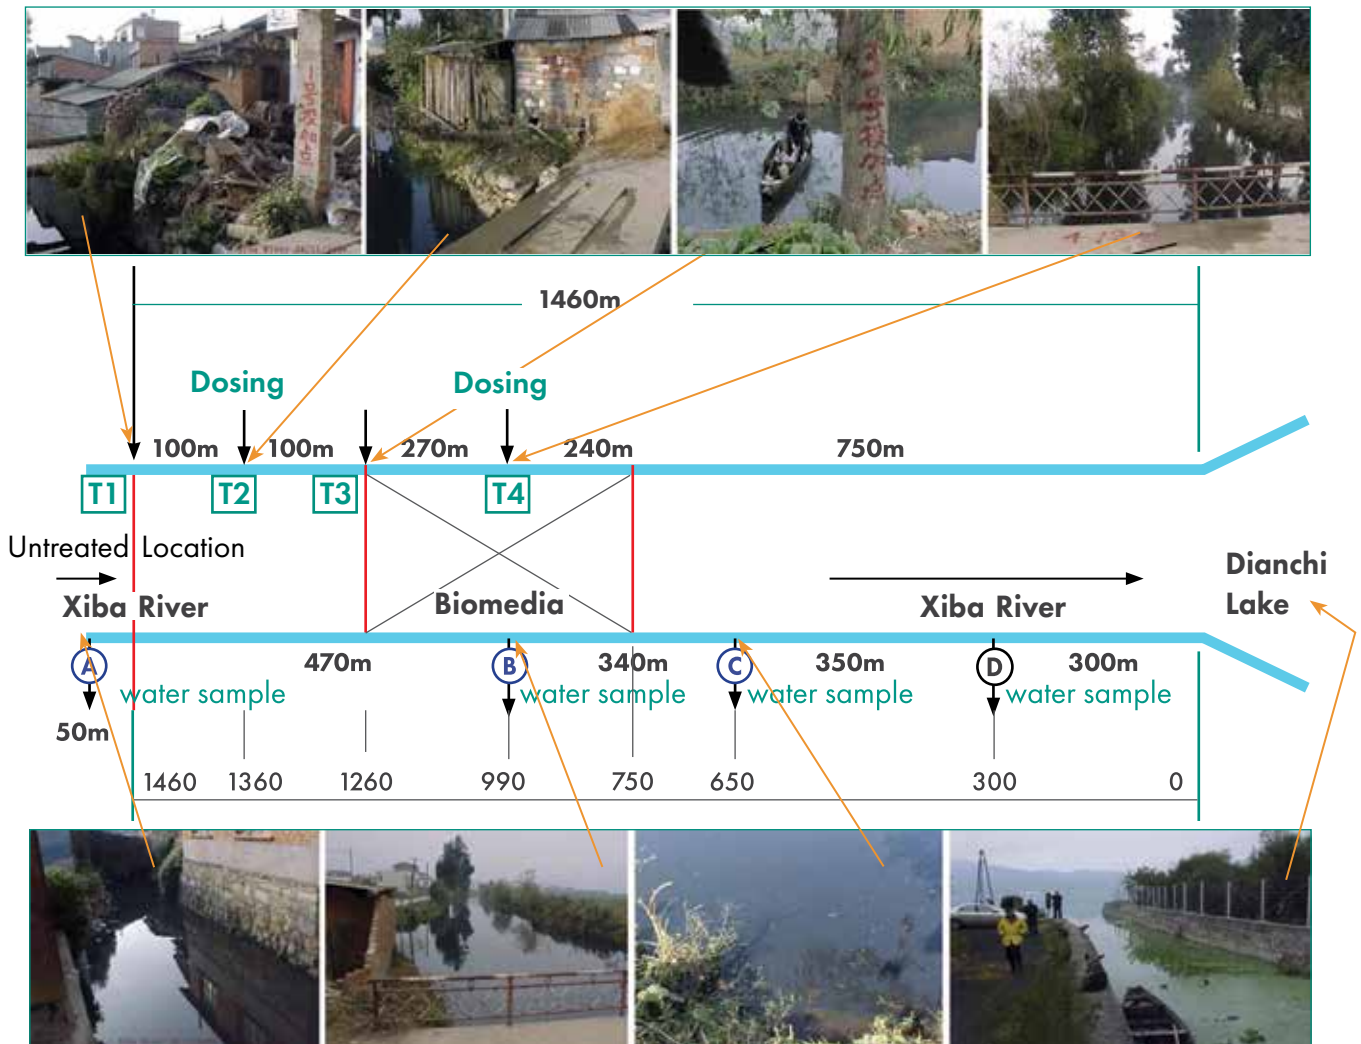 1460m
Dosing
Dosing
100m
100m
270m
240m
750m
T1
T2
T3
T4
Untreated Location
Dianchi
Lake
Xiba River
Biomedia
Xiba River
A
470m
B
340m
C
350m
D
300m
water sample
water sample
water sample
water sample
50m
1460
1360
1260
990
750
650
300
0